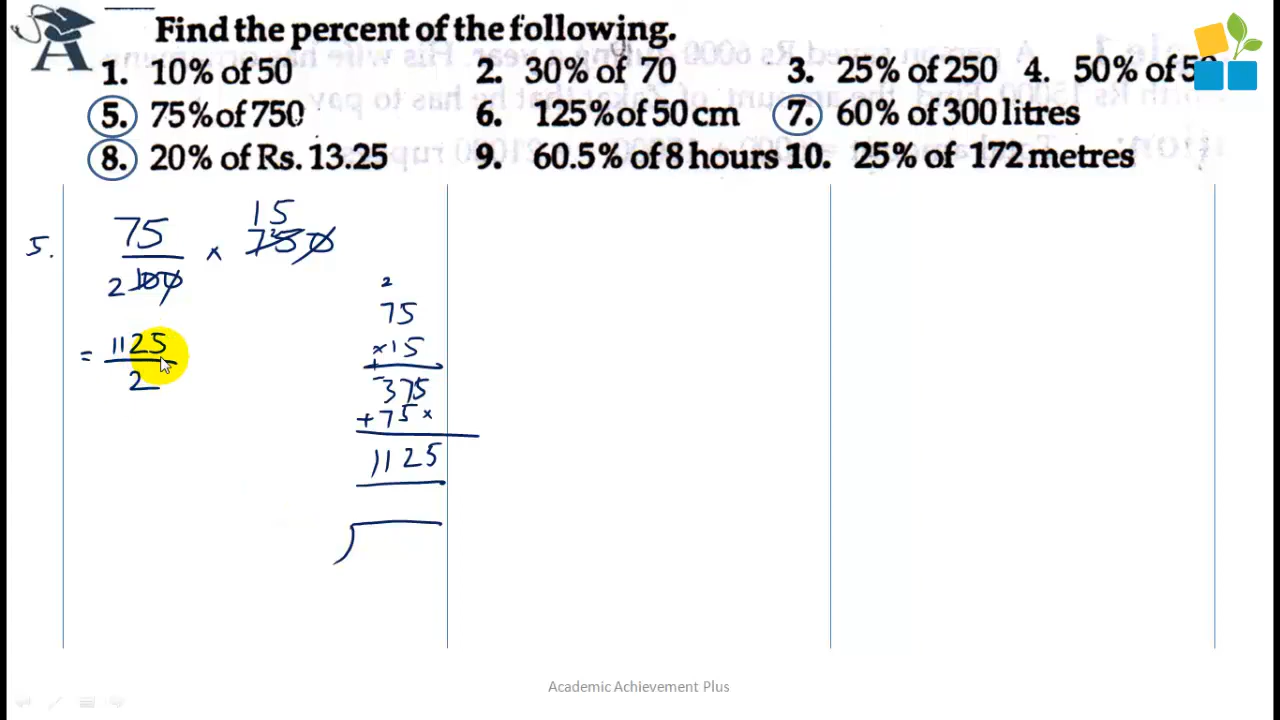 Find the percent of the following.
1. 10% of 50 2. 30% of 70 3. 25% of 250 4. 50% of
5. 75% of 750 6. 125% of 50 cm 7. 60% of 300 litres
8. 20% of Rs. 13.25 9. 60.5% of 8 hours 10. 25% of 172 metres
15
5. 75 × 750
2 100
= 1125
2
2
75
×15
375
+75×
1125
Academic Achievement Plus